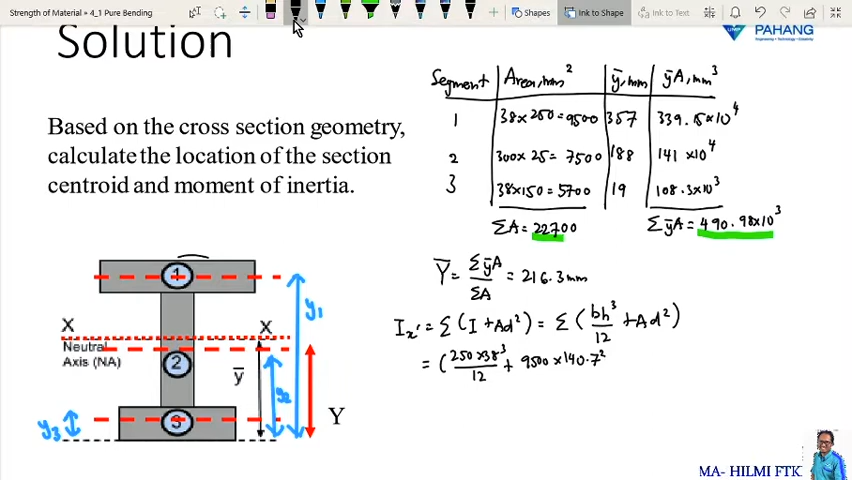 Strength of Material » 4_1 Pure Bending
Shapes
Ink to Shape
Ink to Text
Solution
UMP PAHANG
Based on the cross section geometry,
calculate the location of the section
centroid and moment of inertia.
Segment Area, mm² ȳ, mm ȳA, mm³
1 38×250=9500 357 339.15×10⁴
2 300×25=7500 188 141×10⁴
3 38×150=5700 19 108.3×10³
ΣA = 22700 ΣȳA = 490.98×10³
Ȳ = ΣȳA / ΣA = 216.3 mm
Ix' = Σ(I + Ad²) = Σ(bh³/12 + Ad²)
= (250×38³/12 + 9500×140.7²
1
y₁
X X
Neutral
Axis (NA)
2
ȳ
y₂
3
y₃
Y
MA- HILMI FTK